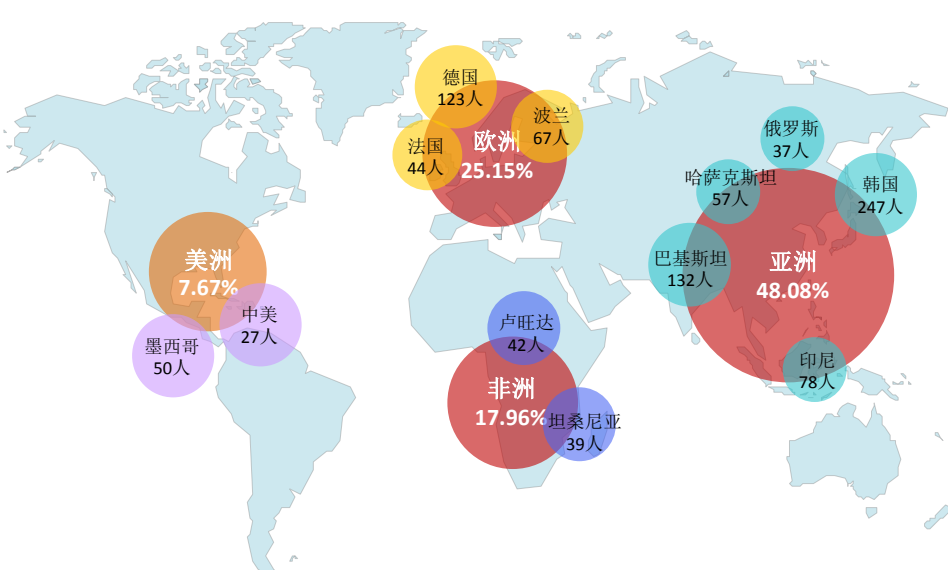 德国
123人
波兰
67人
法国
44人
欧洲
25.15%
俄罗斯
37人
哈萨克斯坦
57人
韩国
247人
巴基斯坦
132人
亚洲
48.08%
印尼
78人
美洲
7.67%
中美
27人
墨西哥
50人
卢旺达
42人
非洲
17.96%
坦桑尼亚
39人